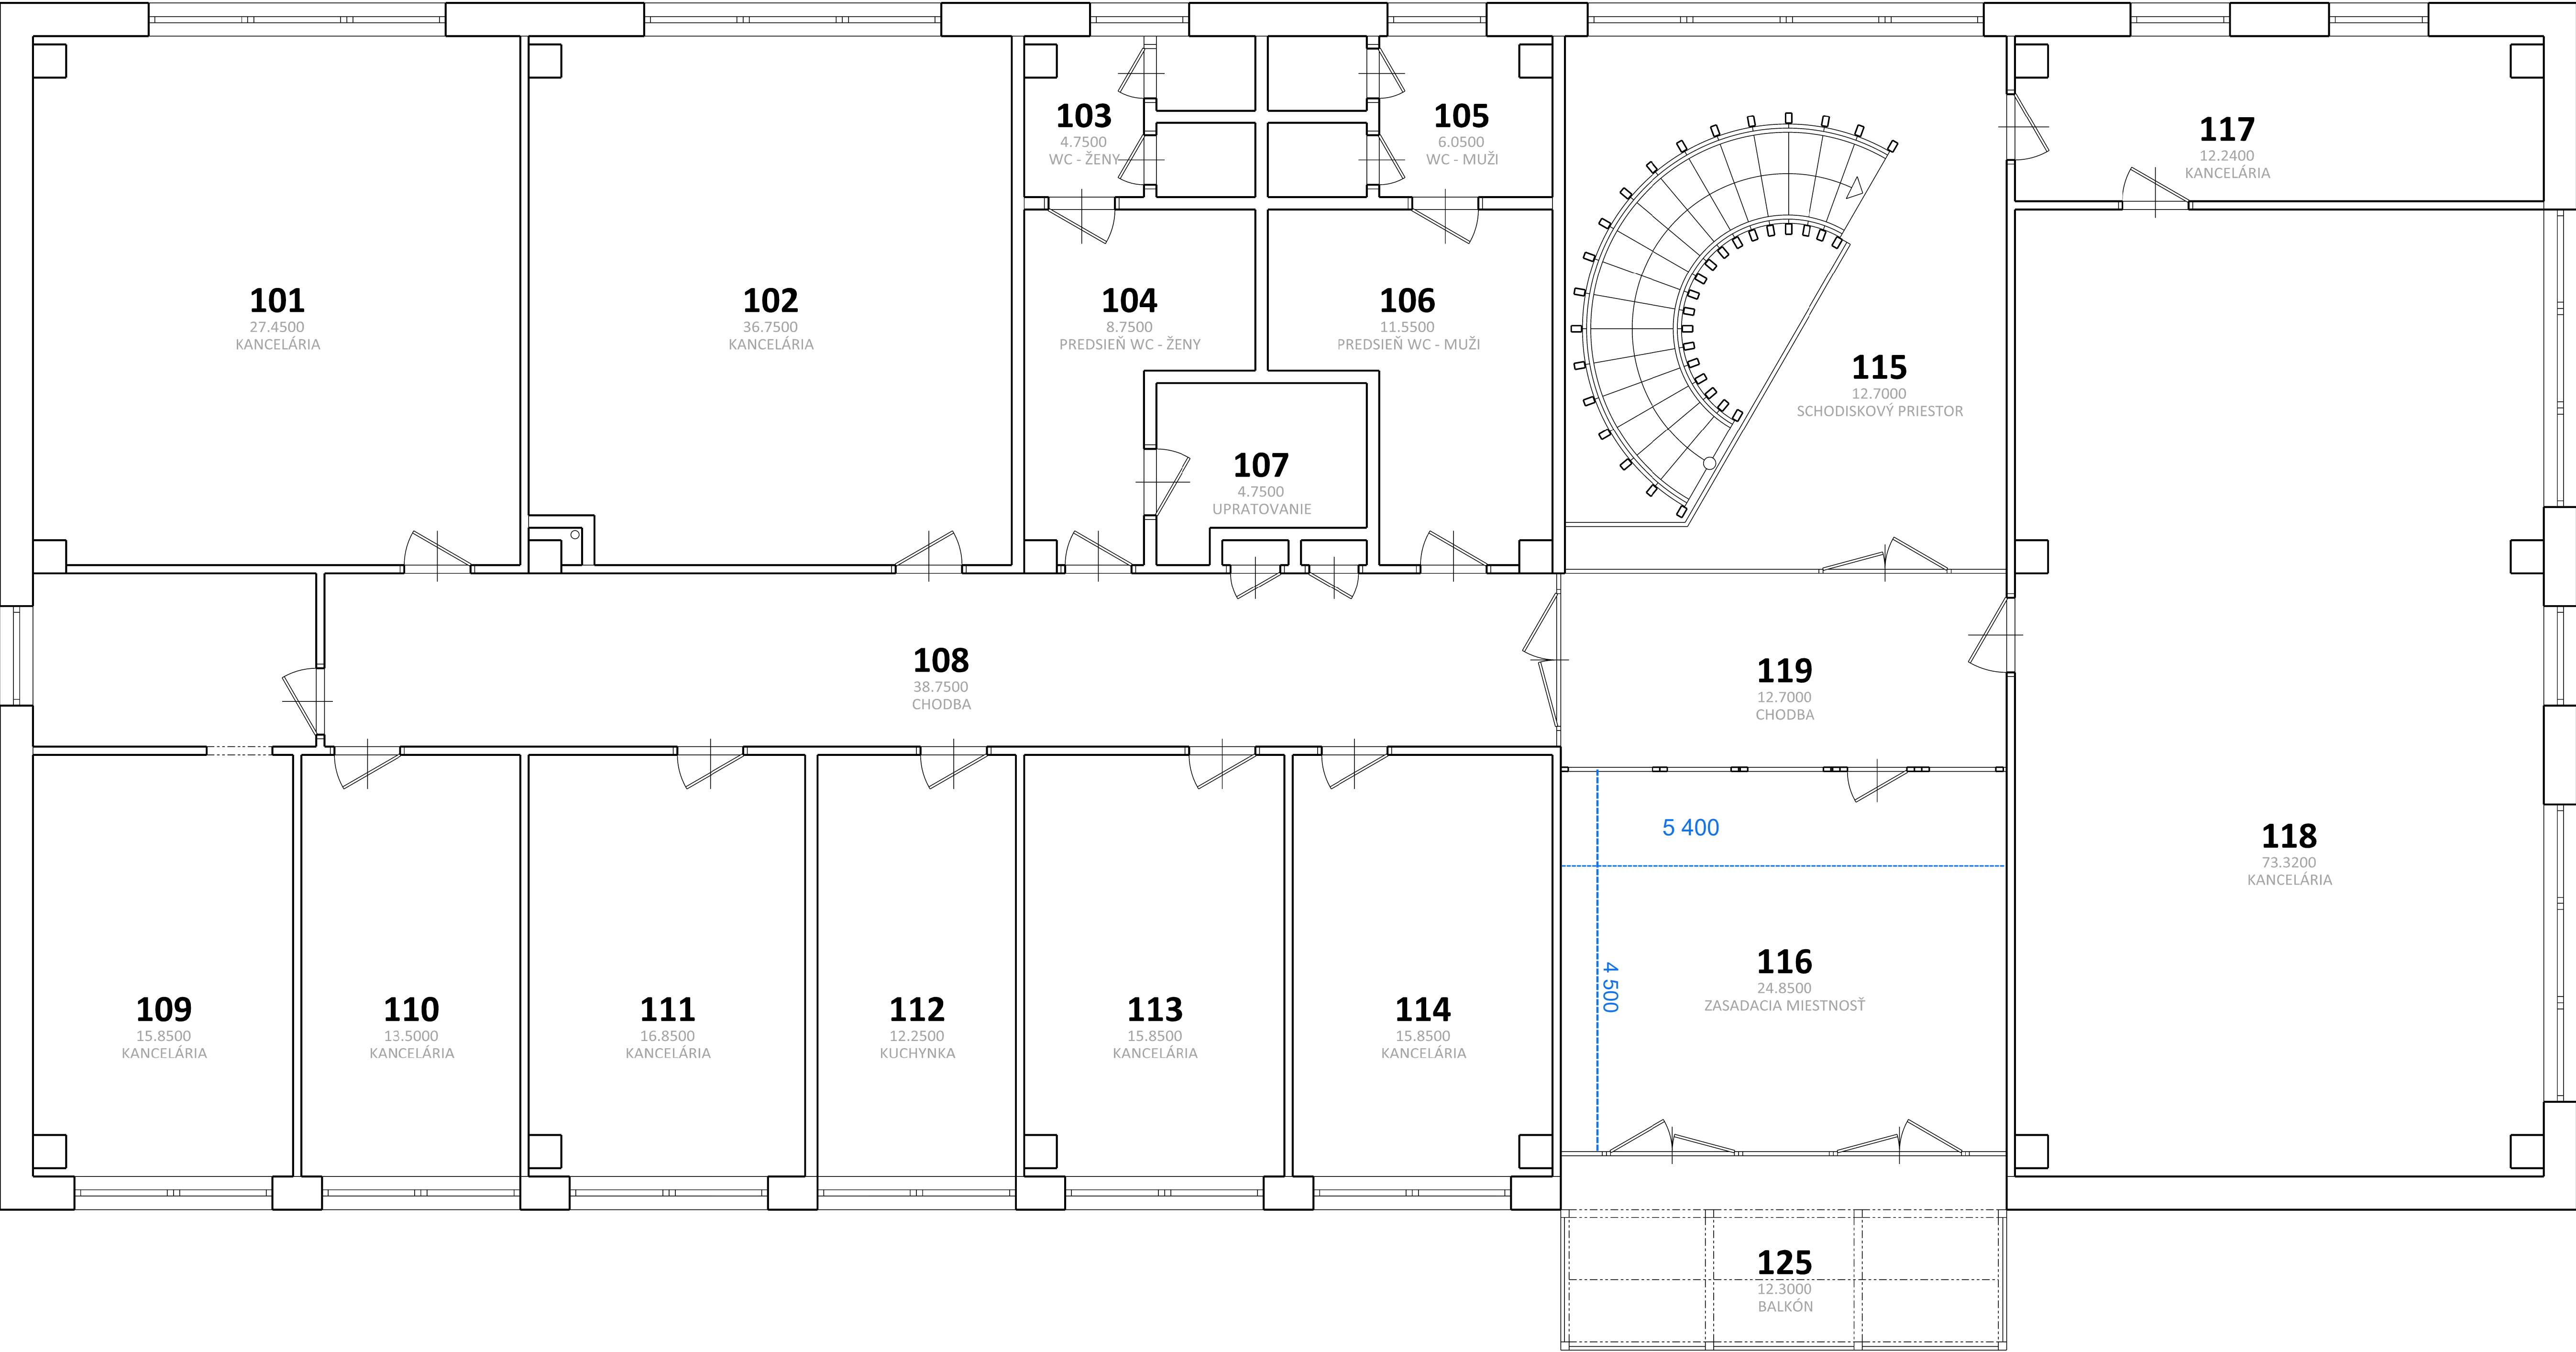 101
27.4500
KANCELÁRIA
102
36.7500
KANCELÁRIA
103
4.7500
WC - ŽENY
105
6.0500
WC - MUŽI
117
12.2400
KANCELÁRIA
104
8.7500
PREDSIEŇ WC - ŽENY
106
11.5500
PREDSIEŇ WC - MUŽI
115
12.7000
SCHODISKOVÝ PRIESTOR
107
4.7500
UPRATOVANIE
108
38.7500
CHODBA
119
12.7000
CHODBA
5 400
4 500
118
73.3200
KANCELÁRIA
116
24.8500
ZASADACIA MIESTNOSŤ
109
15.8500
KANCELÁRIA
110
13.5000
KANCELÁRIA
111
16.8500
KANCELÁRIA
112
12.2500
KUCHYNKA
113
15.8500
KANCELÁRIA
114
15.8500
KANCELÁRIA
125
12.3000
BALKÓN